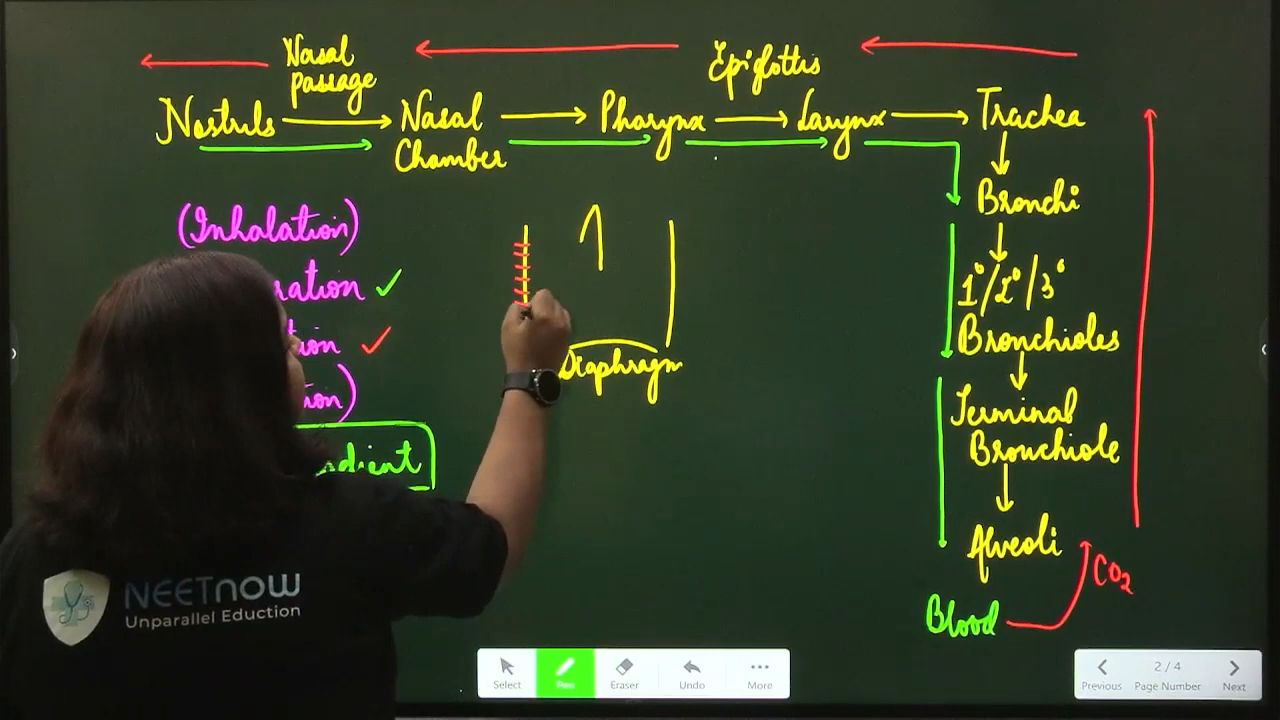 Nasal
passage
Epiglottis
Nostrils
Nasal
Chamber
Pharynx
Larynx
Trachea
Bronchi
1°/2°/3°
Bronchioles
Terminal
Bronchiole
Alveoli
CO2
Blood
(Inhalation)
Diaphragm
NEETNOW
Unparallel Eduction
Select
Pen
Eraser
Undo
More
Previous
2 / 4
Page Number
Next